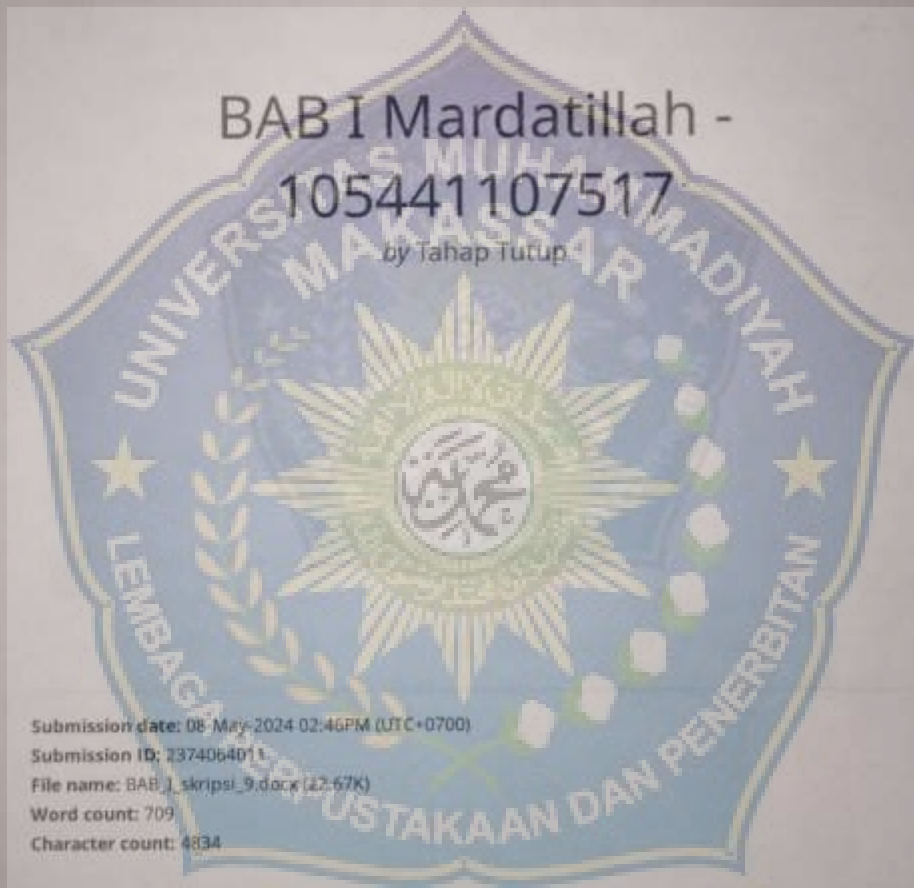 BAB I Mardatillah -
105441107517
by Tahap Tutup
UNIVERSITAS MUHAMMADIYAH
MAKASSAR
محمدية
LEMBAGA PERPUSTAKAAN DAN PENERBITAN
Submission date: 08-May-2024 02:46PM (UTC+0700)
Submission ID: 2374064011
File name: BAB_I_skripsi_9.docx (22.67K)
Word count: 709
Character count: 4834